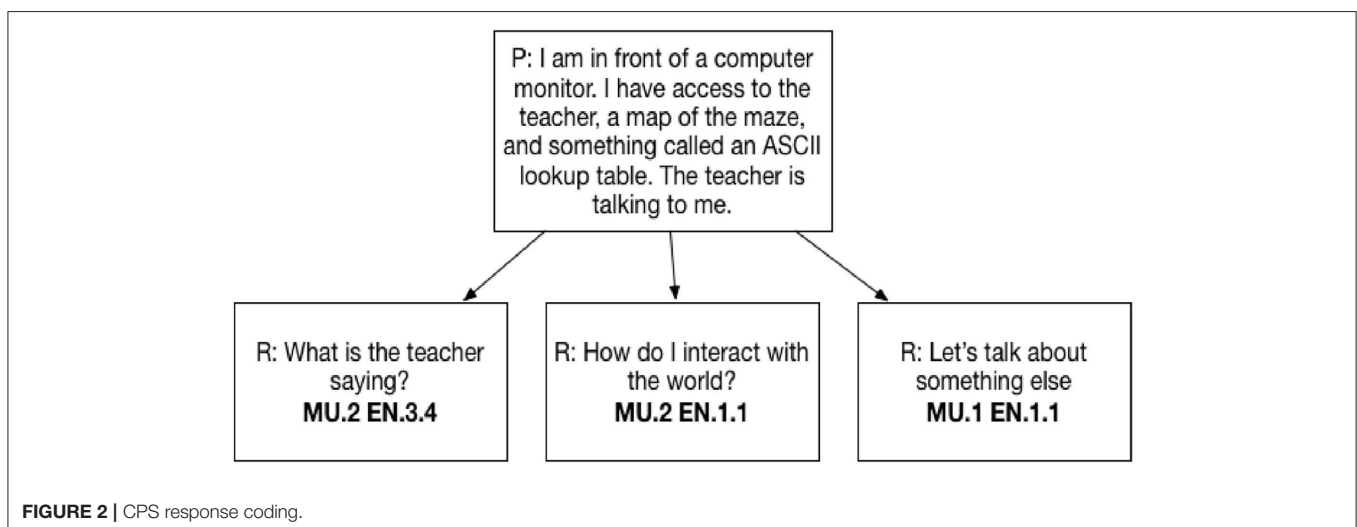 P: I am in front of a computer
monitor. I have access to the
teacher, a map of the maze,
and something called an ASCII
lookup table. The teacher is
talking to me.
R: What is the teacher
saying?
MU.2 EN.3.4
R: How do I interact with
the world?
MU.2 EN.1.1
R: Let's talk about
something else
MU.1 EN.1.1
FIGURE 2 | CPS response coding.